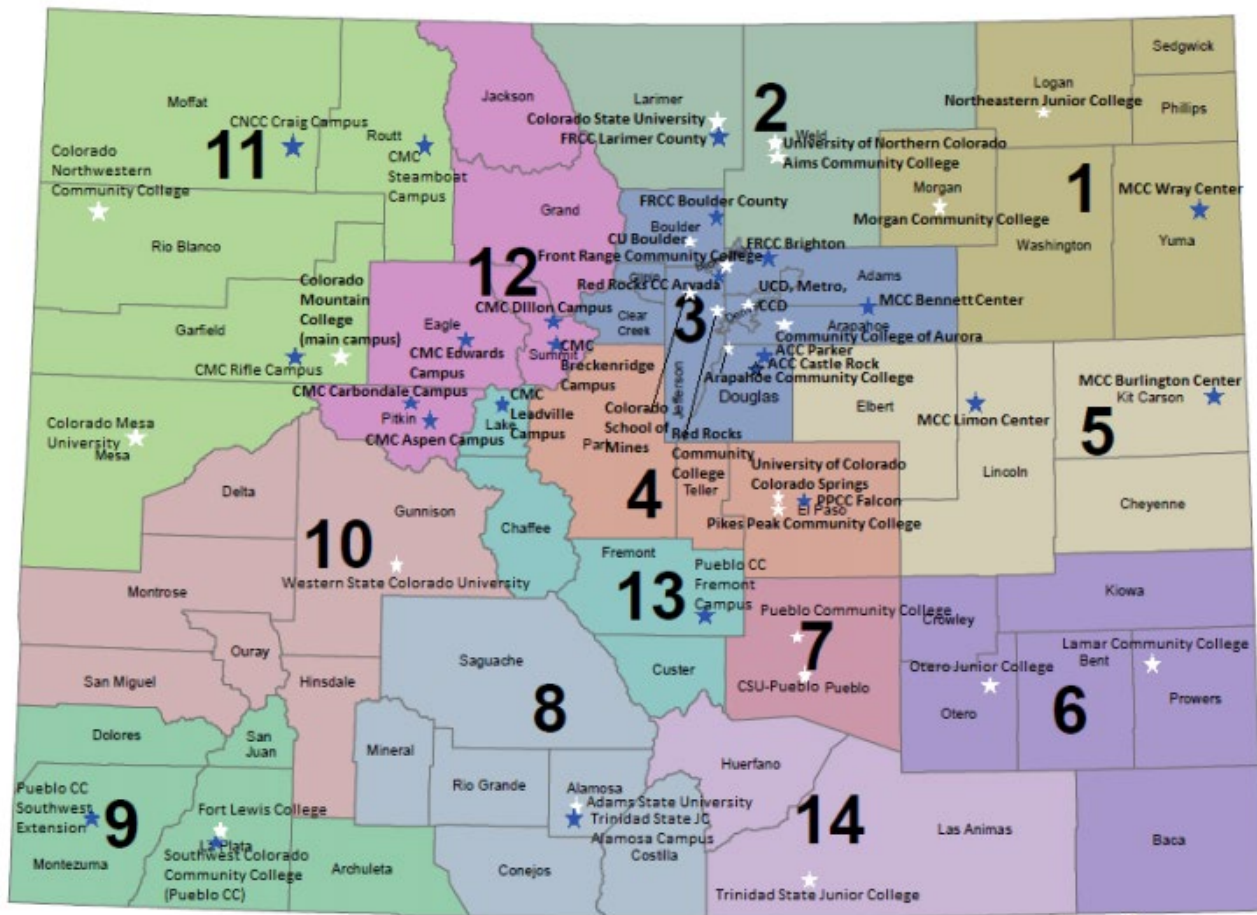 Sedgwick
Jackson
Logan
Moffat
Larimer
Northeastern Junior College
Phillips
Colorado State University
2
CNCC Craig Campus
Routt
FRCC Larimer County
Weld
11
University of Northern Colorado
Colorado
Northwestern
Community College
CMC
Steamboat
Campus
Aims Community College
1
Morgan
MCC Wray Center
Grand
FRCC Boulder County
Morgan Community College
Boulder
Washington
Yuma
Rio Blanco
CU Boulder
FRCC Brighton
12
Front Range Community College
Colorado
Mountain
College
(main campus)
Gilpin
Adams
Red Rocks CC Arvada
UCD, Metro,
CCD
CMC Dillon Campus
MCC Bennett Center
3
Denver
Garfield
Eagle
Clear
Creek
Arapahoe
Community College of Aurora
CMC Rifle Campus
CMC Edwards
Campus
Summit
CMC
Breckenridge
Campus
ACC Parker
ACC Castle Rock
Arapahoe Community College
Jefferson
Douglas
Elbert
MCC Burlington Center
Kit Carson
CMC Carbondale Campus
Pitkin
CMC Aspen Campus
CMC
Leadville
Campus
Lake
Colorado
School of
Mines
MCC Limon Center
5
Colorado Mesa
University
Mesa
Park
Red Rocks
Community
College
Teller
University of Colorado
Colorado Springs
Lincoln
4
PPCC Falcon
El Paso
Pikes Peak Community College
Cheyenne
Delta
Gunnison
Chaffee
10
Western State Colorado University
Fremont
Pueblo CC
Fremont
Campus
13
Montrose
Kiowa
Pueblo Community College
Crowley
7
Ouray
Saguache
Custer
Lamar Community College
Bent
Otero Junior College
San Miguel
Hinsdale
CSU-Pueblo
Pueblo
8
Otero
6
Prowers
Dolores
San
Juan
Mineral
Huerfano
Rio Grande
Alamosa
Pueblo CC
Southwest
Extension
9
Fort Lewis College
Adams State University
Trinidad State JC
Alamosa Campus
14
Las Animas
Baca
La Plata
Montezuma
Southwest Colorado
Community College
(Pueblo CC)
Archuleta
Conejos
Costilla
Trinidad State Junior College